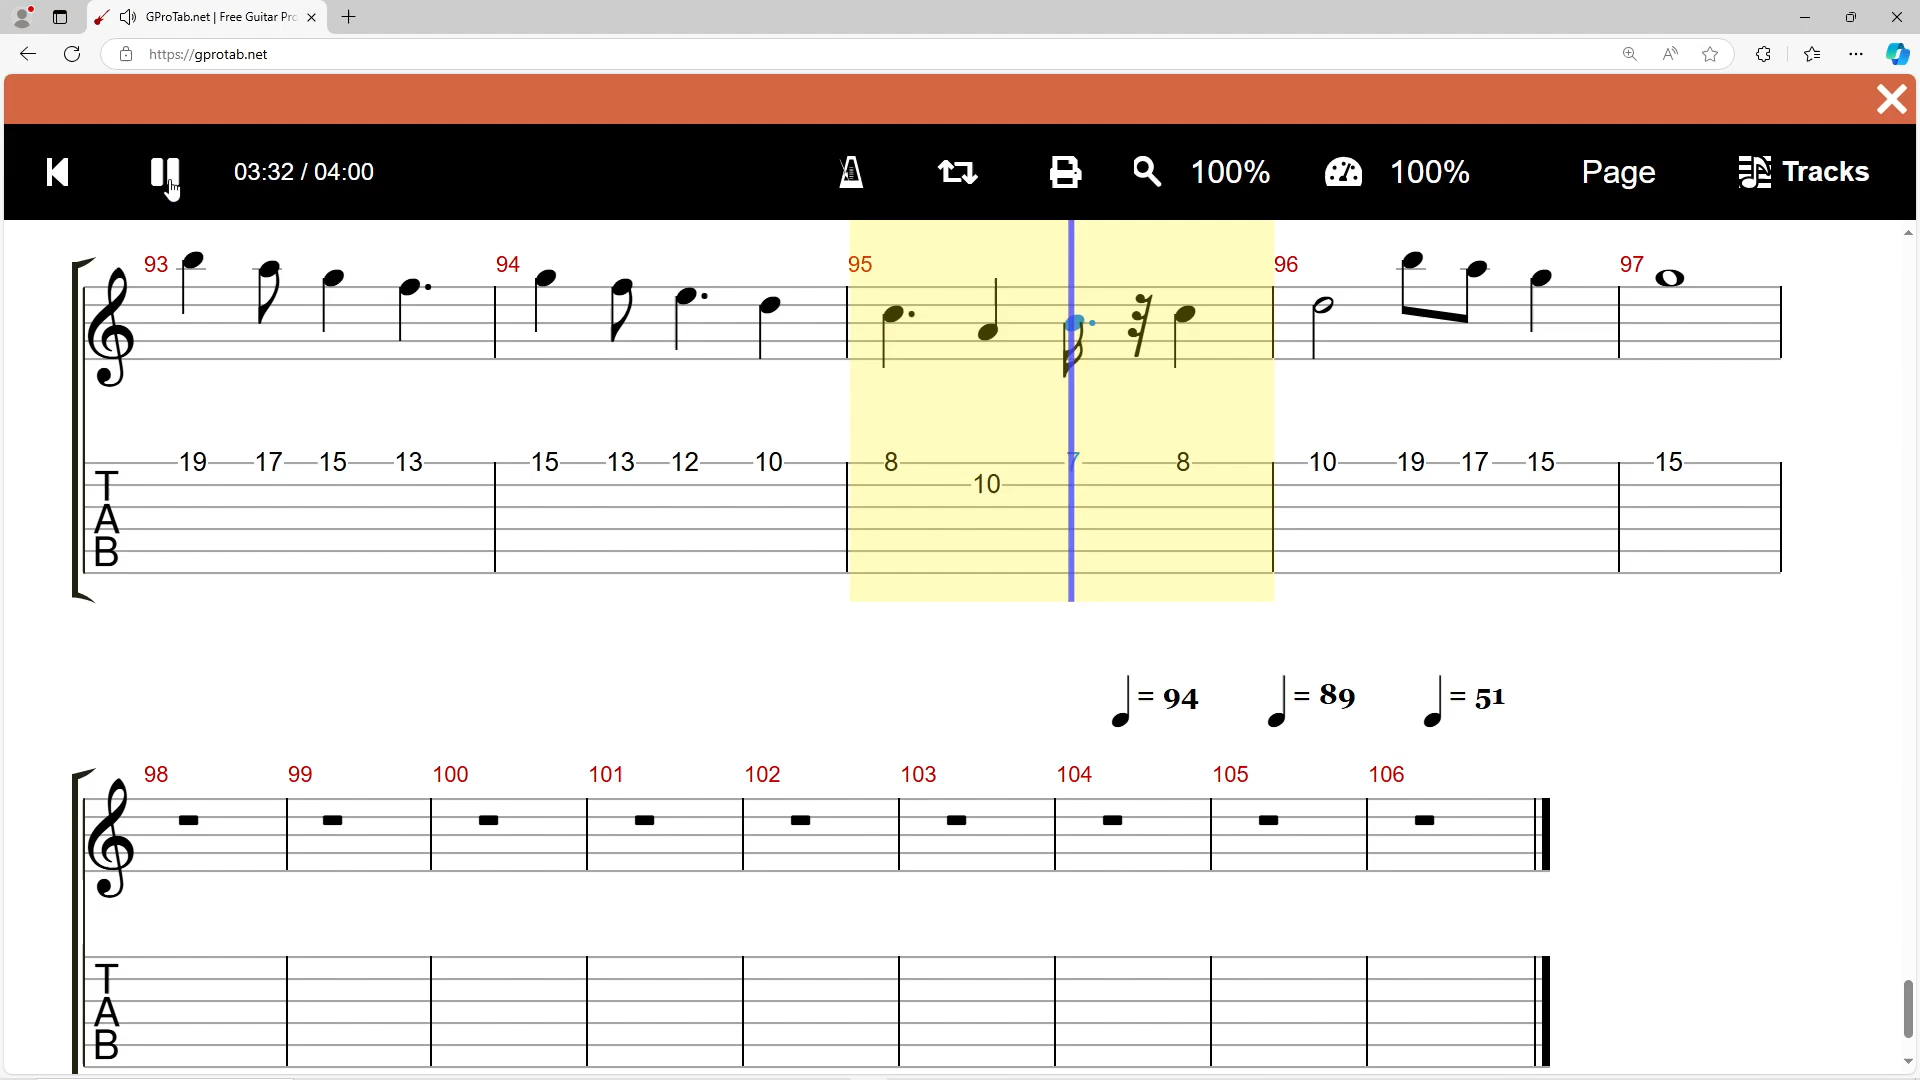 GProTab.net | Free Guitar Pr
https://gprotab.net
03:32 / 04:00
100%
100%
Page
Tracks
93 94 95 96 97
19 17 15 13 15 13 12 10 8 10 7 8 10 19 17 15 15
TAB
= 94 = 89 = 51
98 99 100 101 102 103 104 105 106
TAB